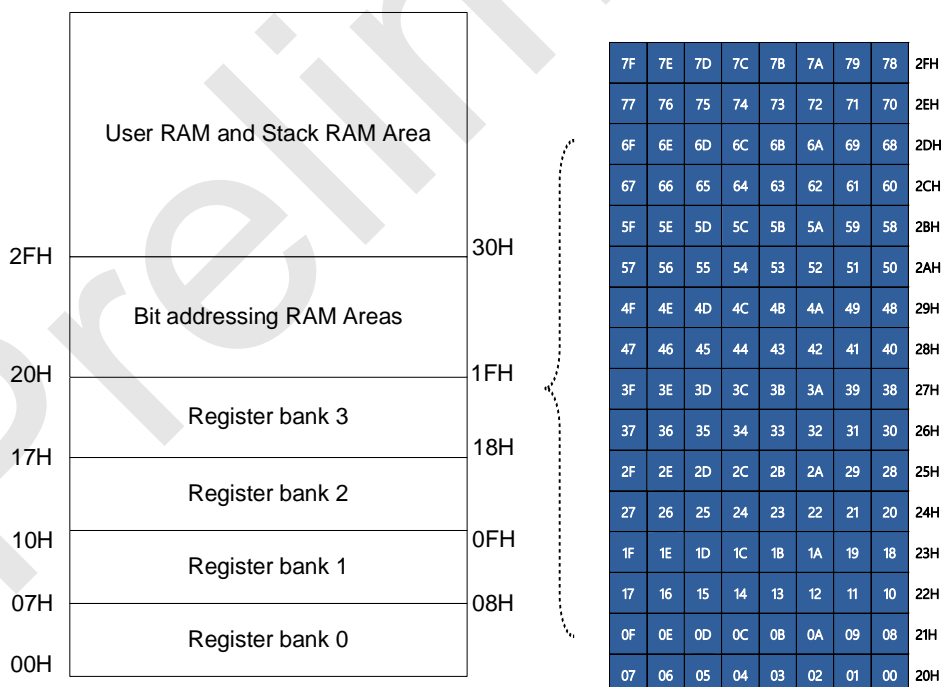 User RAM and Stack RAM Area
2FH
30H
Bit addressing RAM Areas
20H
1FH
Register bank 3
17H
18H
Register bank 2
10H
0FH
Register bank 1
07H
08H
Register bank 0
00H
7F 7E 7D 7C 7B 7A 79 78 2FH
77 76 75 74 73 72 71 70 2EH
6F 6E 6D 6C 6B 6A 69 68 2DH
67 66 65 64 63 62 61 60 2CH
5F 5E 5D 5C 5B 5A 59 58 2BH
57 56 55 54 53 52 51 50 2AH
4F 4E 4D 4C 4B 4A 49 48 29H
47 46 45 44 43 42 41 40 28H
3F 3E 3D 3C 3B 3A 39 38 27H
37 36 35 34 33 32 31 30 26H
2F 2E 2D 2C 2B 2A 29 28 25H
27 26 25 24 23 22 21 20 24H
1F 1E 1D 1C 1B 1A 19 18 23H
17 16 15 14 13 12 11 10 22H
0F 0E 0D 0C 0B 0A 09 08 21H
07 06 05 04 03 02 01 00 20H
Prelim